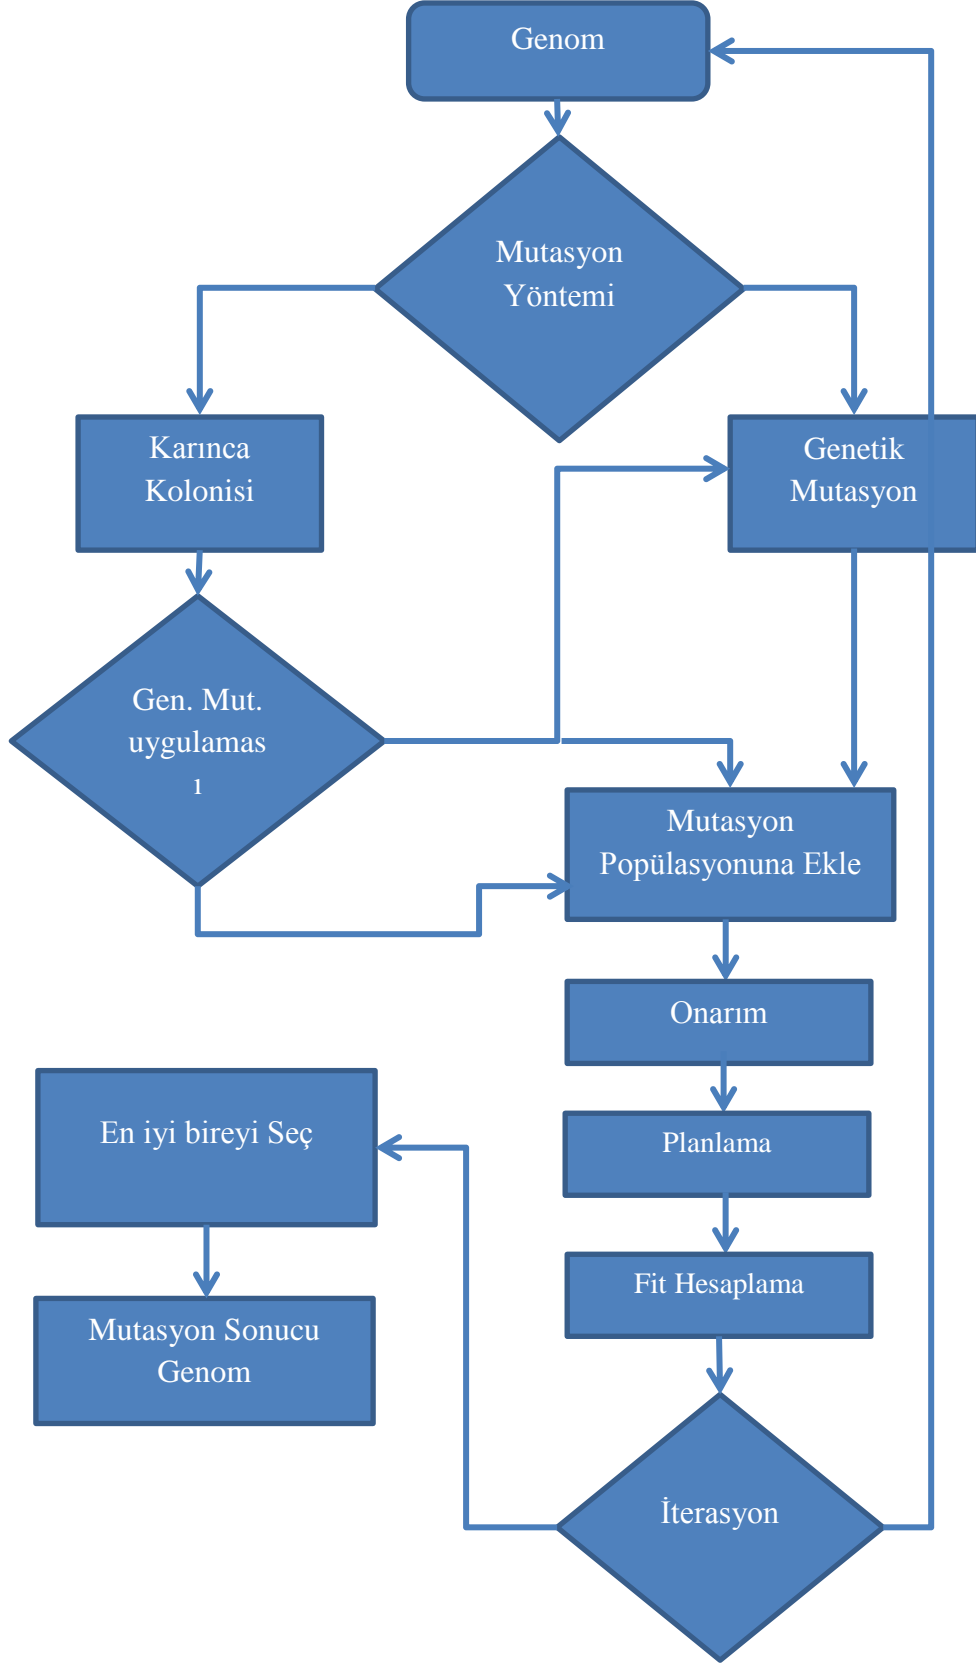 Genom
Mutasyon
Yöntemi
Karınca
Kolonisi
Genetik
Mutasyon
Gen. Mut.
uygulamas
ı
Mutasyon
Popülasyonuna Ekle
Onarım
En iyi bireyi Seç
Planlama
Fit Hesaplama
Mutasyon Sonucu
Genom
İterasyon